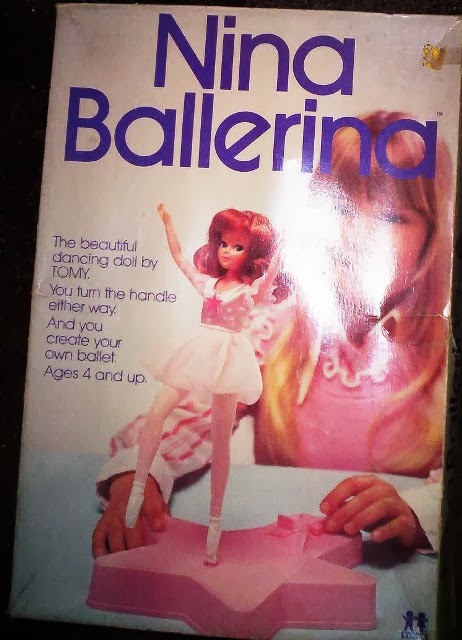 Nina
Ballerina™
The beautiful
dancing doll by
TOMY.
You turn the handle
either way.
And you
create your
own ballet.
Ages 4 and up.